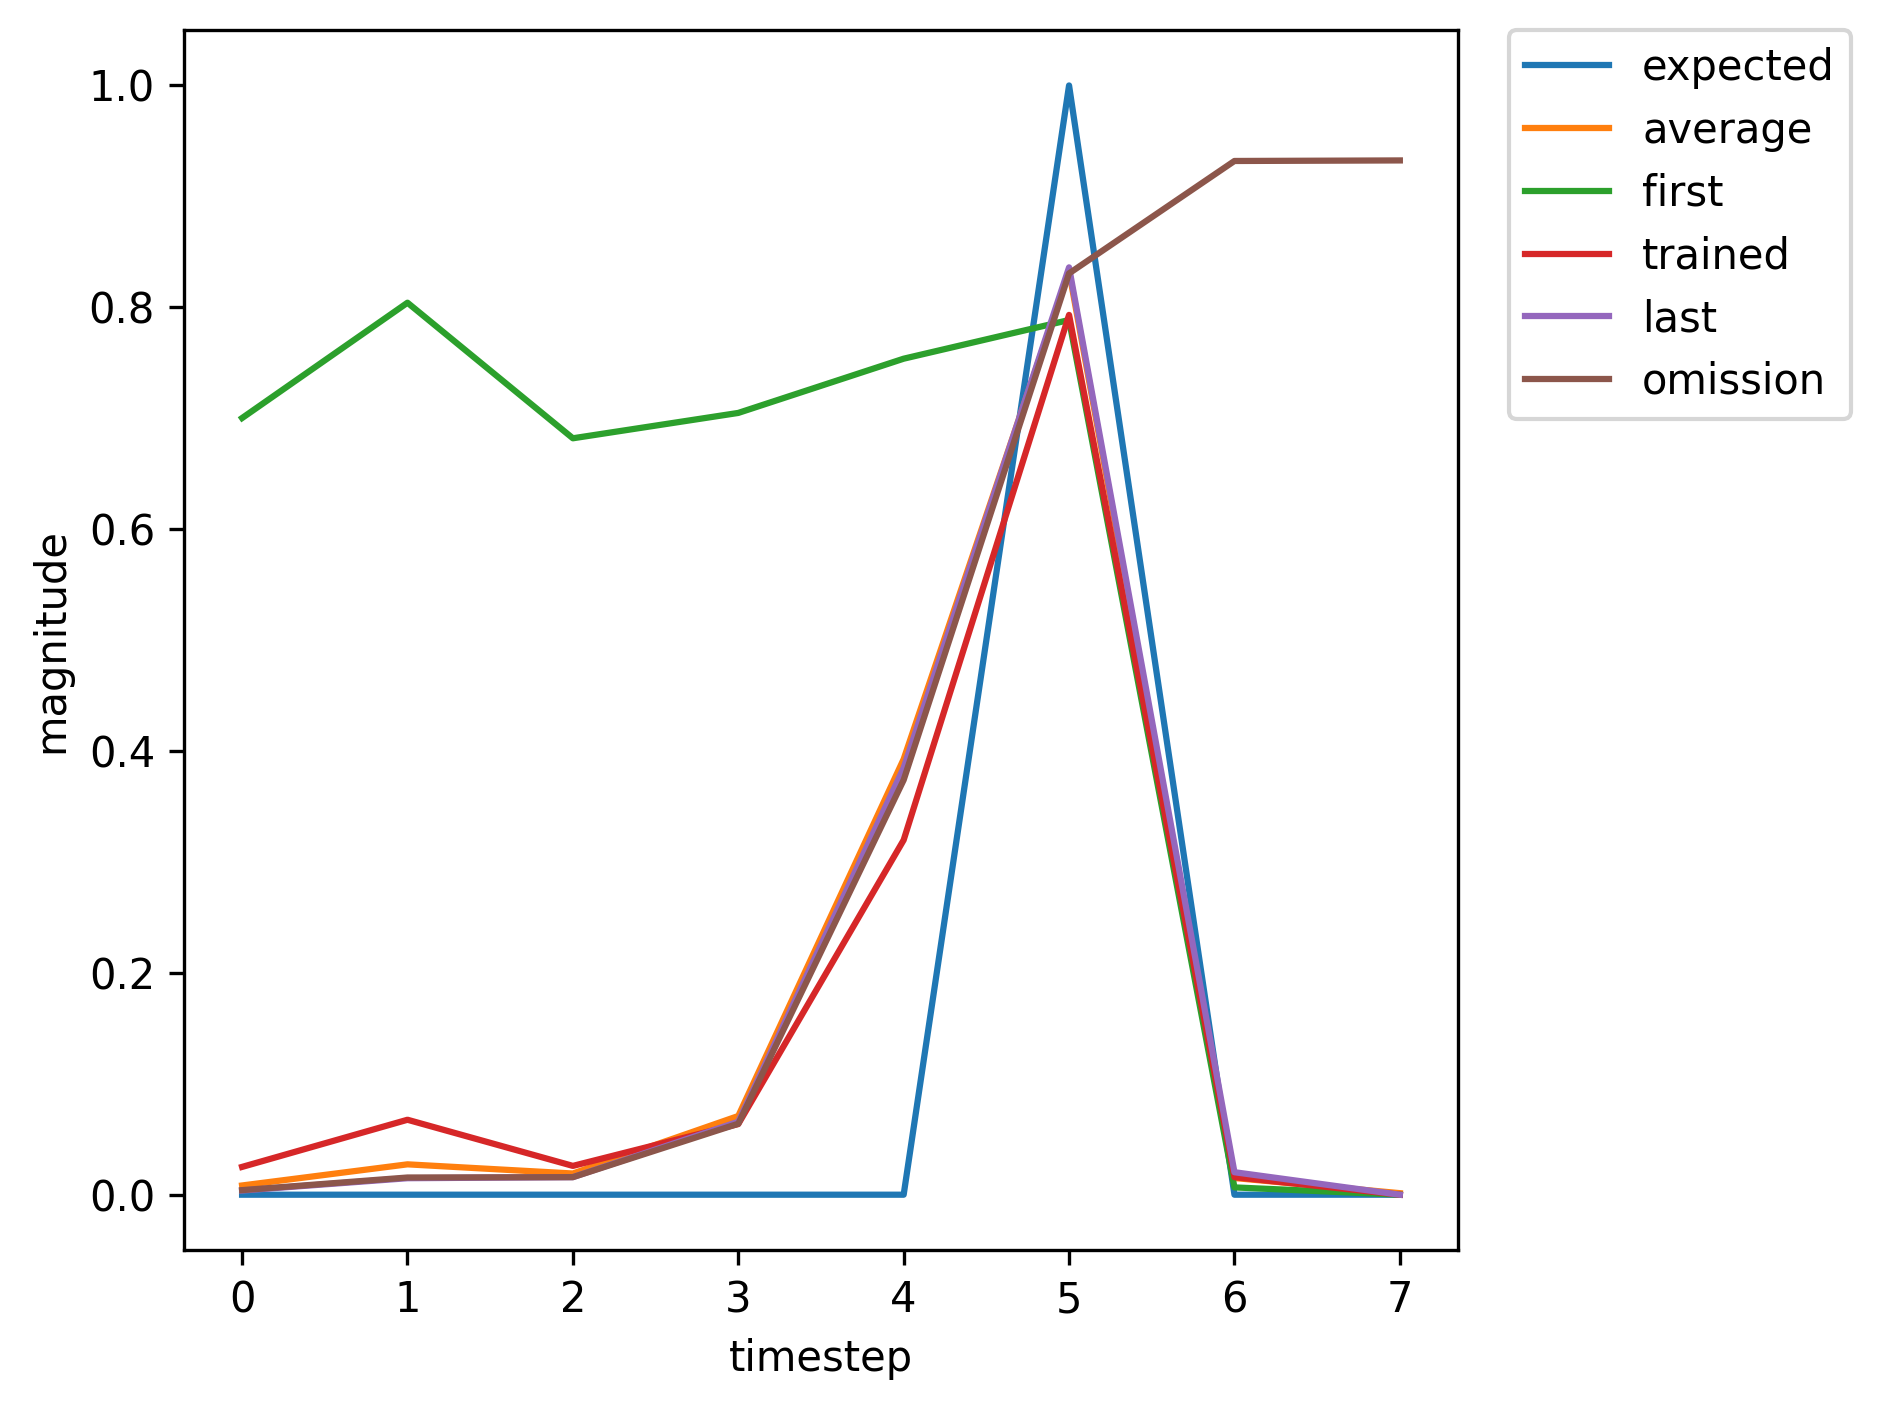 1.0
0.8
0.6
0.4
0.2
0.0
magnitude
0 1 2 3 4 5 6 7
timestep
expected
average
first
trained
last
omission